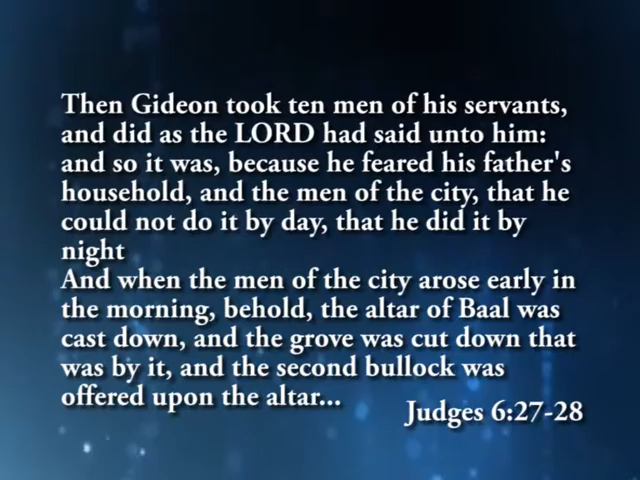 Then Gideon took ten men of his servants,
and did as the LORD had said unto him:
and so it was, because he feared his father's
household, and the men of the city, that he
could not do it by day, that he did it by
night
And when the men of the city arose early in
the morning, behold, the altar of Baal was
cast down, and the grove was cut down that
was by it, and the second bullock was
offered upon the altar...
Judges 6:27-28